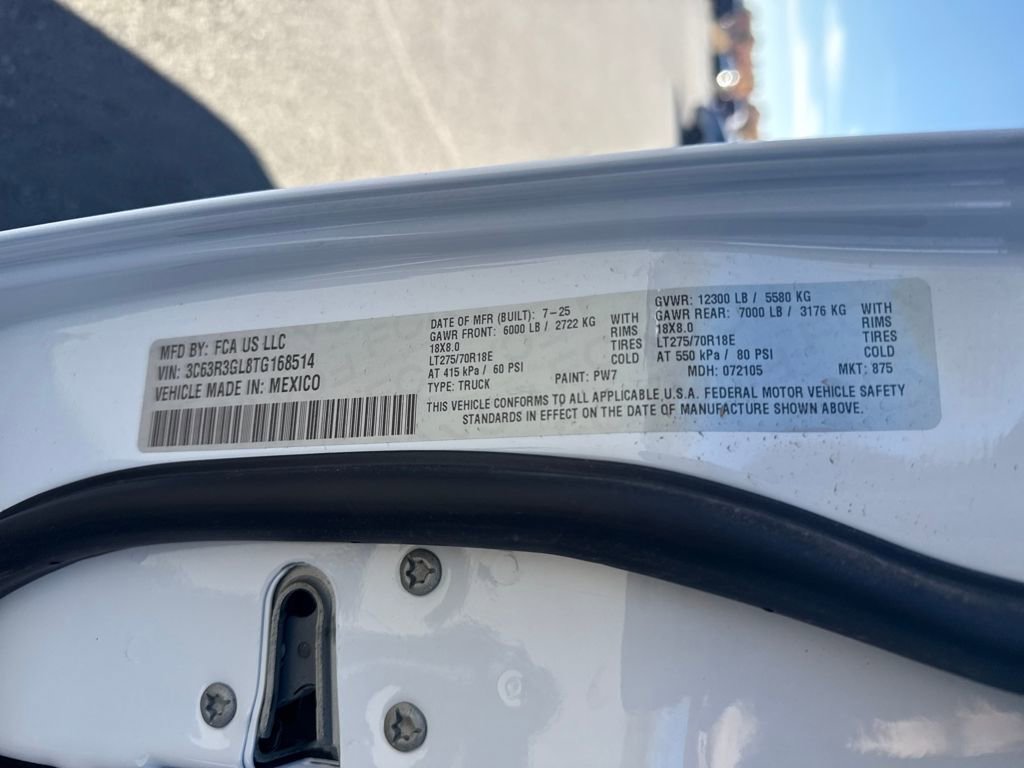 MFD BY: FCA US LLC
VIN: 3C63R3GL8TG168514
VEHICLE MADE IN: MEXICO
DATE OF MFR (BUILT): 7-25
GAWR FRONT: 6000 LB / 2722 KG WITH
18X8.0 RIMS
LT275/70R18E TIRES
AT 415 kPa / 60 PSI COLD
TYPE: TRUCK PAINT: PW7
GVWR: 12300 LB / 5580 KG
GAWR REAR: 7000 LB / 3176 KG WITH
18X8.0 RIMS
LT275/70R18E TIRES
AT 550 kPa / 80 PSI COLD
MDH: 072105 MKT: 875
THIS VEHICLE CONFORMS TO ALL APPLICABLE U.S.A. FEDERAL MOTOR VEHICLE SAFETY
STANDARDS IN EFFECT ON THE DATE OF MANUFACTURE SHOWN ABOVE.